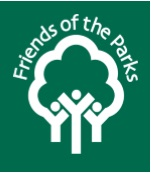 Friends of the Parks